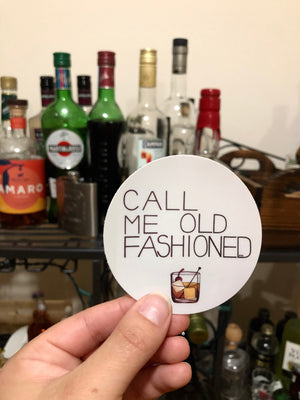 CALL
ME OLD
FASHIONED
AMARO
MARTINI